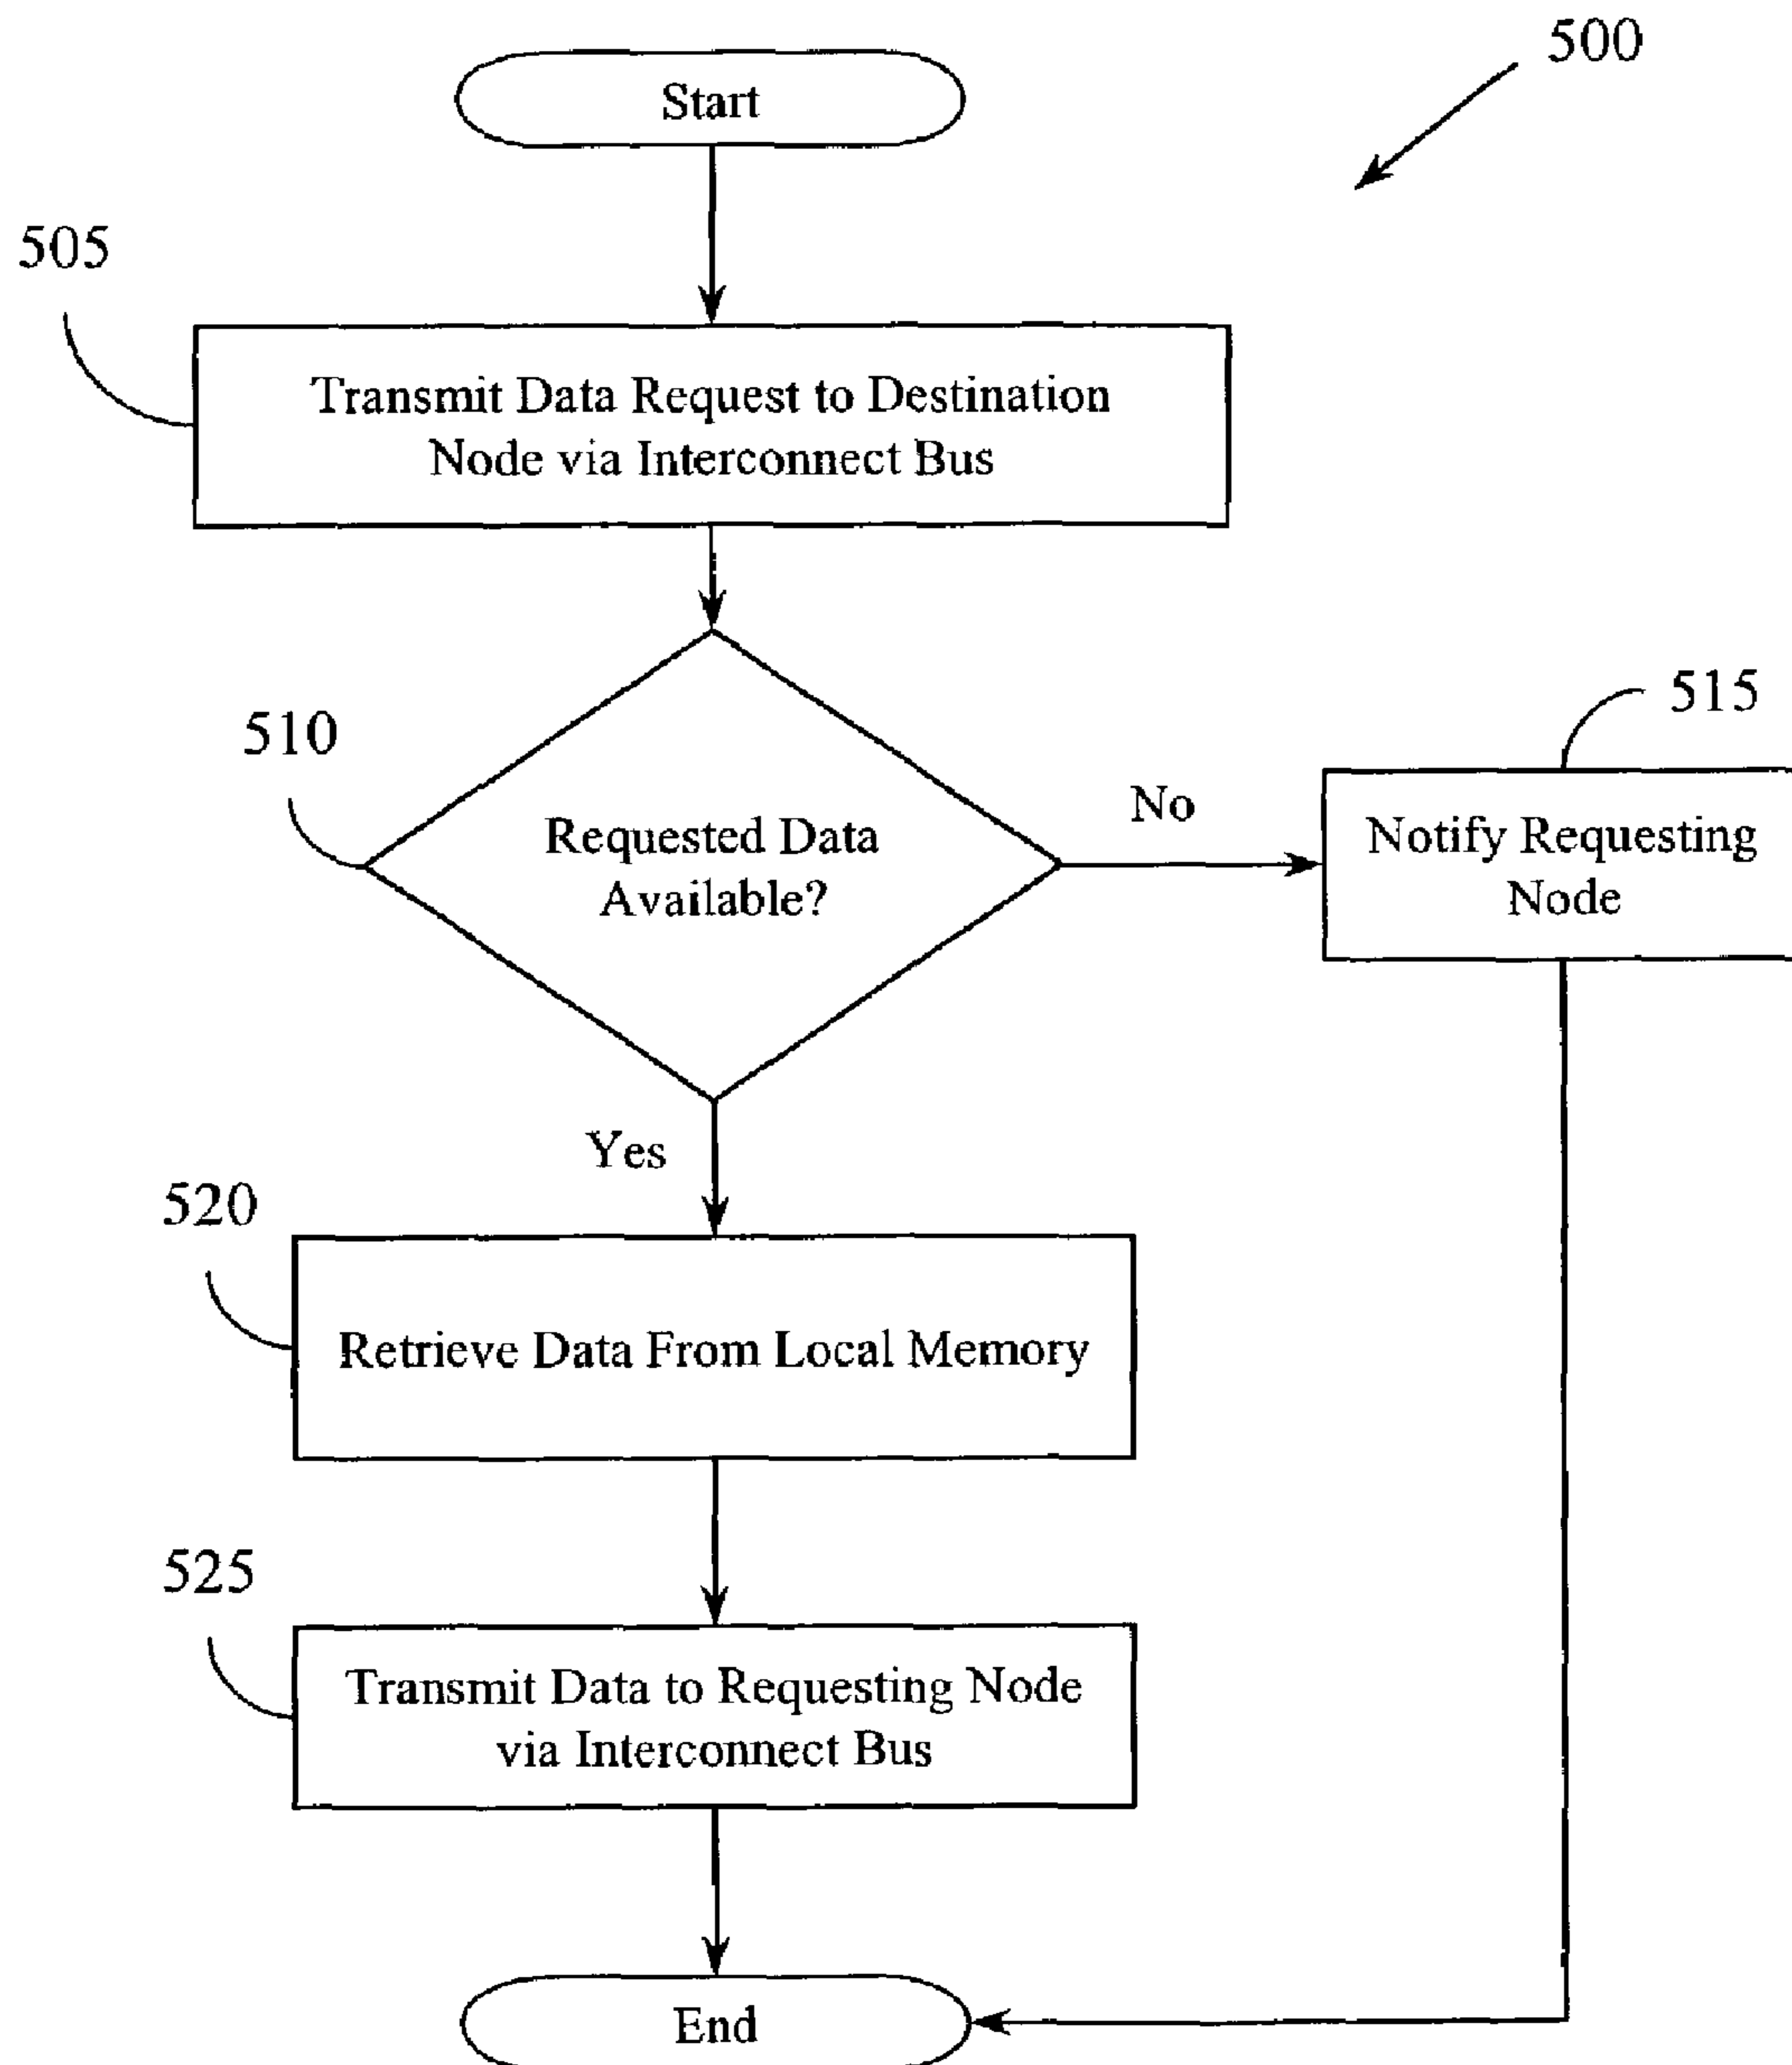 500
Start
505
Transmit Data Request to Destination
Node via Interconnect Bus
510
Requested Data
Available?
No
515
Notify Requesting
Node
Yes
520
Retrieve Data From Local Memory
525
Transmit Data to Requesting Node
via Interconnect Bus
End